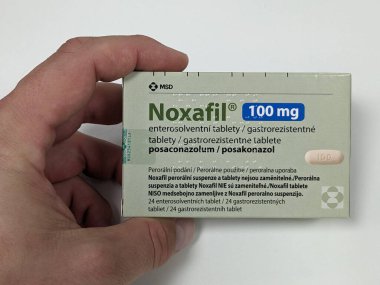 MSD
Noxafil® 100 mg
enterosolventní tablety / gastrorezistentné
tablety / gastrorezistentne tablete
posaconazolum / posakonazol
Perorální podání / Perorálne použitie / peroralna uporaba
Noxafil perorální suspenze a tablety nejsou zaměnitelné./Perorálna
suspenzia a tablety Noxafil NIE sú zameniteľné./Noxafil tablete
NISO medsebojno zamenljive z Noxafil peroralno suspenzijo.
24 enterosolventních tablet / 24 gastrorezistentných
tabliet / 24 gastrorezistentnih tablet
100